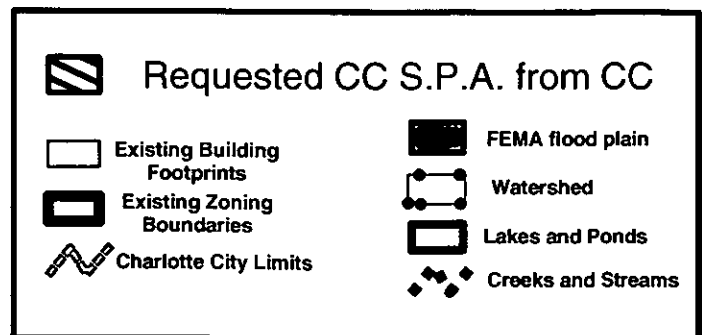 Requested CC S.P.A. from CC
Existing Building
Footprints
Existing Zoning
Boundaries
Charlotte City Limits
FEMA flood plain
Watershed
Lakes and Ponds
Creeks and Streams